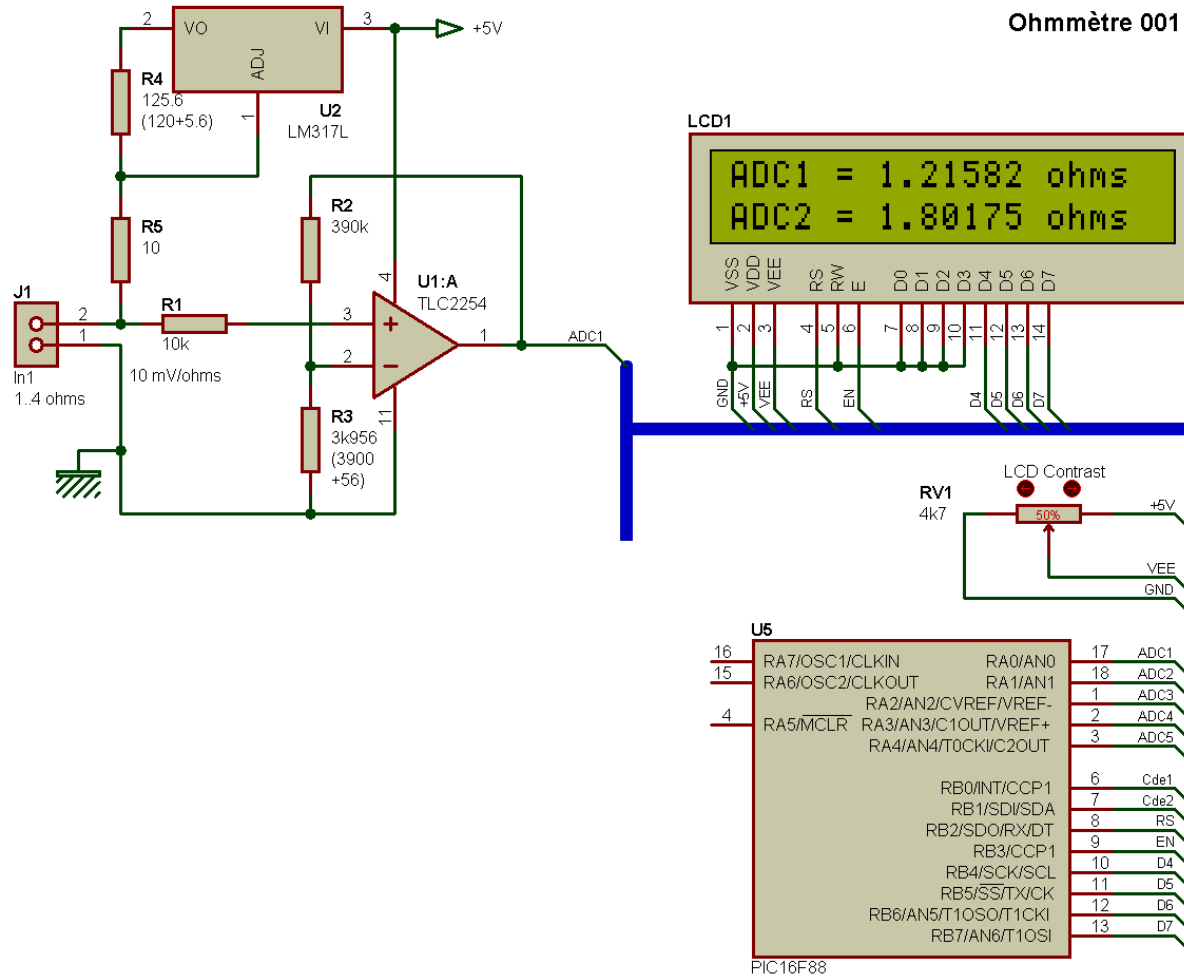 Ohmmètre 001
2
VO
VI
3
+5V
ADJ
1
R4
125.6
(120+5.6)
U2
LM317L
R2
390k
R5
10
J1
2
1
In1
1..4 ohms
R1
10k
10 mV/ohms
U1:A
TLC2254
4
3
2
1
11
ADC1
R3
3k956
(3900
+56)
LCD1
ADC1 = 1.21582 ohms
ADC2 = 1.80175 ohms
VSS VDD VEE RS RW E D0 D1 D2 D3 D4 D5 D6 D7
1 2 3 4 5 6 7 8 9 10 11 12 13 14
GND +5V VEE RS EN D4 D5 D6 D7
LCD Contrast
RV1
4k7
50%
+5V
VEE
GND
U5
16 RA7/OSC1/CLKIN
15 RA6/OSC2/CLKOUT
4 RA5/MCLR
RA0/AN0 17 ADC1
RA1/AN1 18 ADC2
RA2/AN2/CVREF/VREF- 1 ADC3
RA3/AN3/C1OUT/VREF+ 2 ADC4
RA4/AN4/T0CKI/C2OUT 3 ADC5
RB0/INT/CCP1 6 Cde1
RB1/SDI/SDA 7 Cde2
RB2/SDO/RX/DT 8 RS
RB3/CCP1 9 EN
RB4/SCK/SCL 10 D4
RB5/SS/TX/CK 11 D5
RB6/AN5/T1OSO/T1CKI 12 D6
RB7/AN6/T1OSI 13 D7
PIC16F88